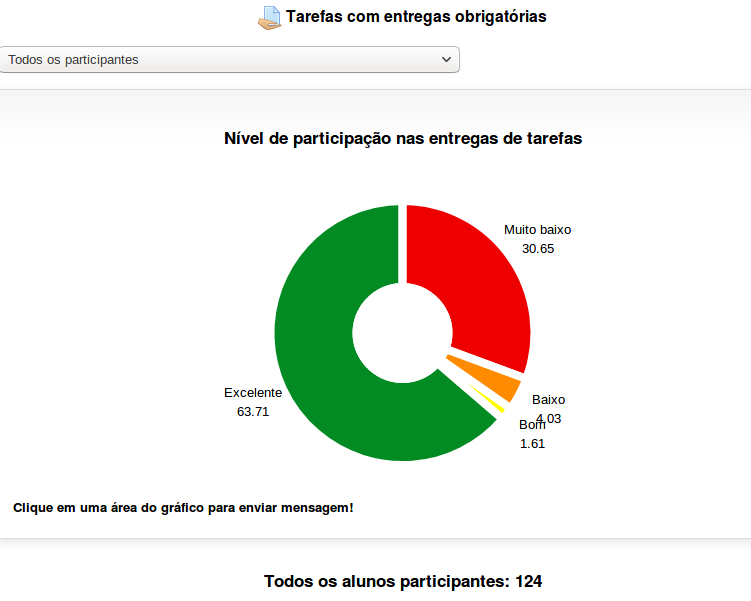 Tarefas com entregas obrigatórias
Todos os participantes
Nível de participação nas entregas de tarefas
Muito baixo
30.65
Excelente
63.71
Baixo
4.03
Bom
1.61
Clique em uma área do gráfico para enviar mensagem!
Todos os alunos participantes: 124